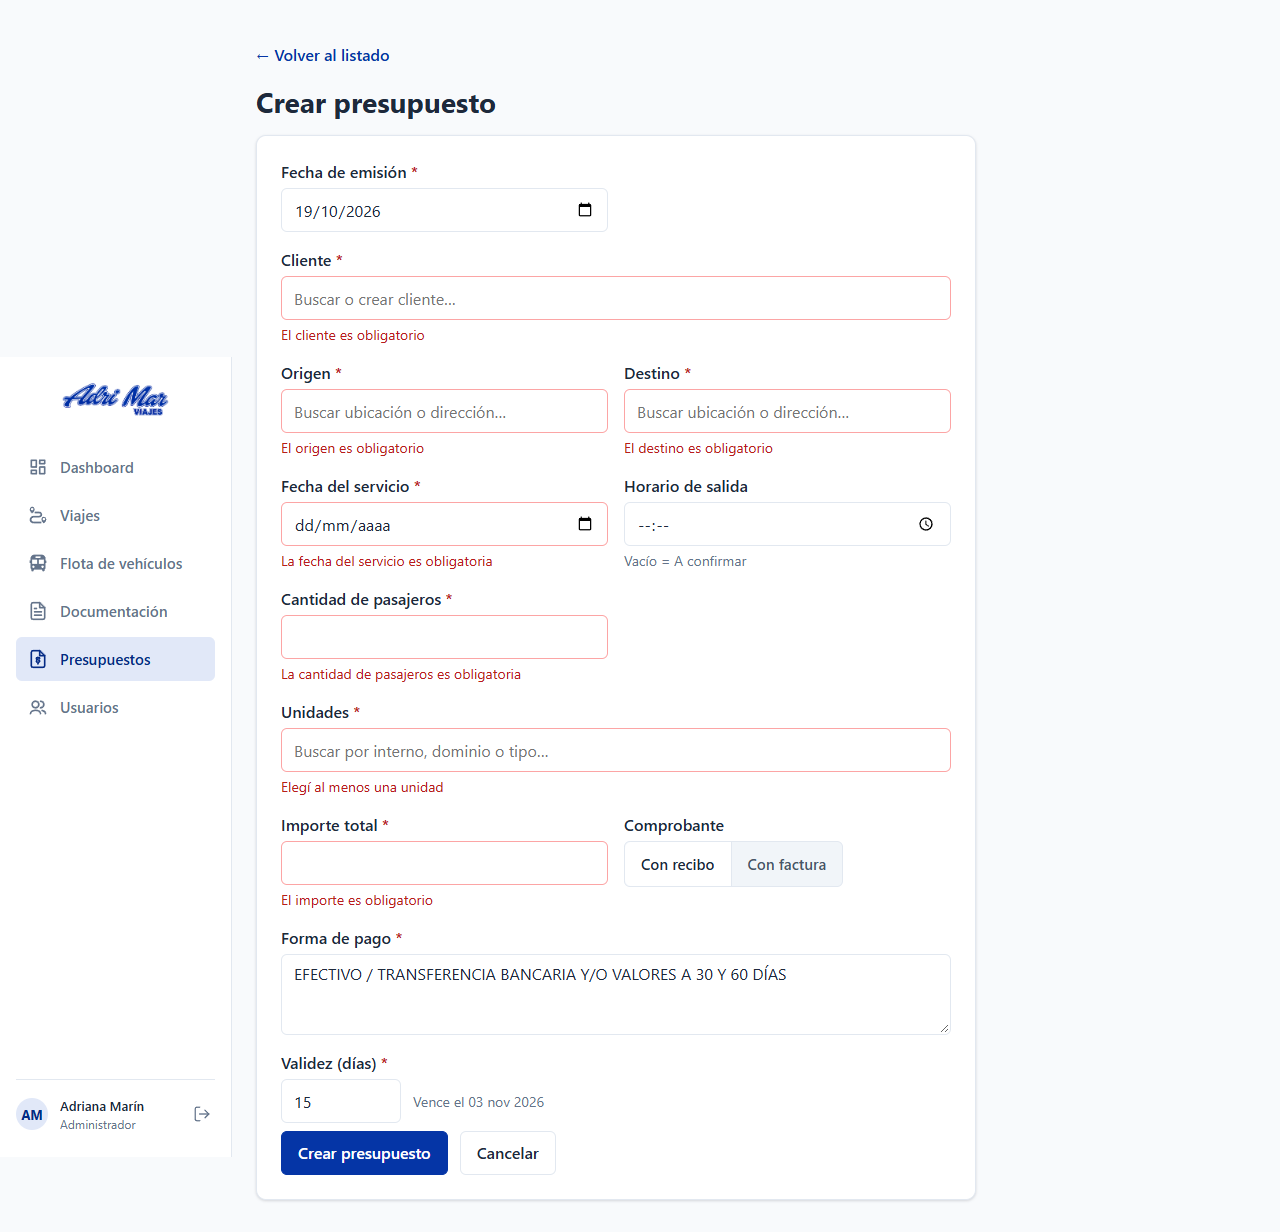 ← Volver al listado
Crear presupuesto
Fecha de emisión *
19/10/2026
Cliente *
Buscar o crear cliente...
El cliente es obligatorio
Origen *
Destino *
Buscar ubicación o dirección...
Buscar ubicación o dirección...
El origen es obligatorio
El destino es obligatorio
Fecha del servicio *
Horario de salida
dd/mm/aaaa
--:--
La fecha del servicio es obligatoria
Vacío = A confirmar
Cantidad de pasajeros *
La cantidad de pasajeros es obligatoria
Unidades *
Buscar por interno, dominio o tipo...
Elegí al menos una unidad
Importe total *
Comprobante
Con recibo
Con factura
El importe es obligatorio
Forma de pago *
EFECTIVO / TRANSFERENCIA BANCARIA Y/O VALORES A 30 Y 60 DÍAS
Validez (días) *
15
Vence el 03 nov 2026
Crear presupuesto
Cancelar
Adri Mar
VIAJES
Dashboard
Viajes
Flota de vehículos
Documentación
Presupuestos
Usuarios
AM
Adriana Marín
Administrador